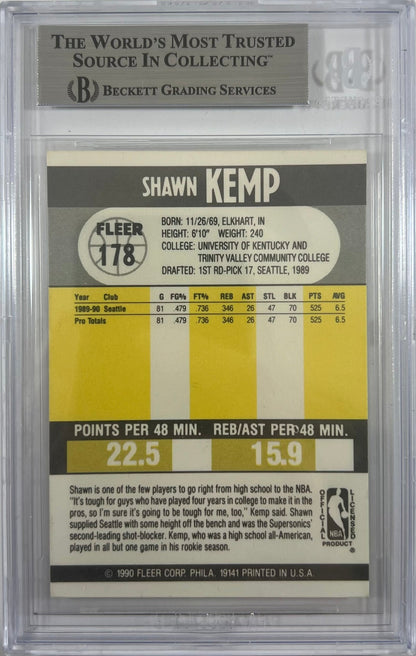 THE WORLD'S MOST TRUSTED
SOURCE IN COLLECTING™
B BECKETT GRADING SERVICES
SHAWN KEMP
FLEER
178
BORN: 11/26/69, ELKHART, IN
HEIGHT: 6'10" WEIGHT: 240
COLLEGE: UNIVERSITY OF KENTUCKY AND
TRINITY VALLEY COMMUNITY COLLEGE
DRAFTED: 1ST RD-PICK 17, SEATTLE, 1989
Year Club G FG% FT% REB AST STL BLK PTS AVG
1989-90 Seattle 81 .479 .736 346 26 47 70 525 6.5
Pro Totals 81 .479 .736 346 26 47 70 525 6.5
POINTS PER 48 MIN. REB/AST PER 48 MIN.
22.5 15.9
Shawn is one of few players to go right from high school to the NBA.
"It's tough for guys who have played four years in college to make it in the
pros, so I'm sure it's going to be tough for me, too," Kemp said. Shawn
supplied Seattle with some height off the bench and was the Supersonics'
second-leading shot-blocker. Kemp, who was a high school all-American,
played in all but one game in his rookie season.
OFFICIAL
LICENSED
NBA
PRODUCT
®
© 1990 FLEER CORP. PHILA. 19141 PRINTED IN U.S.A.